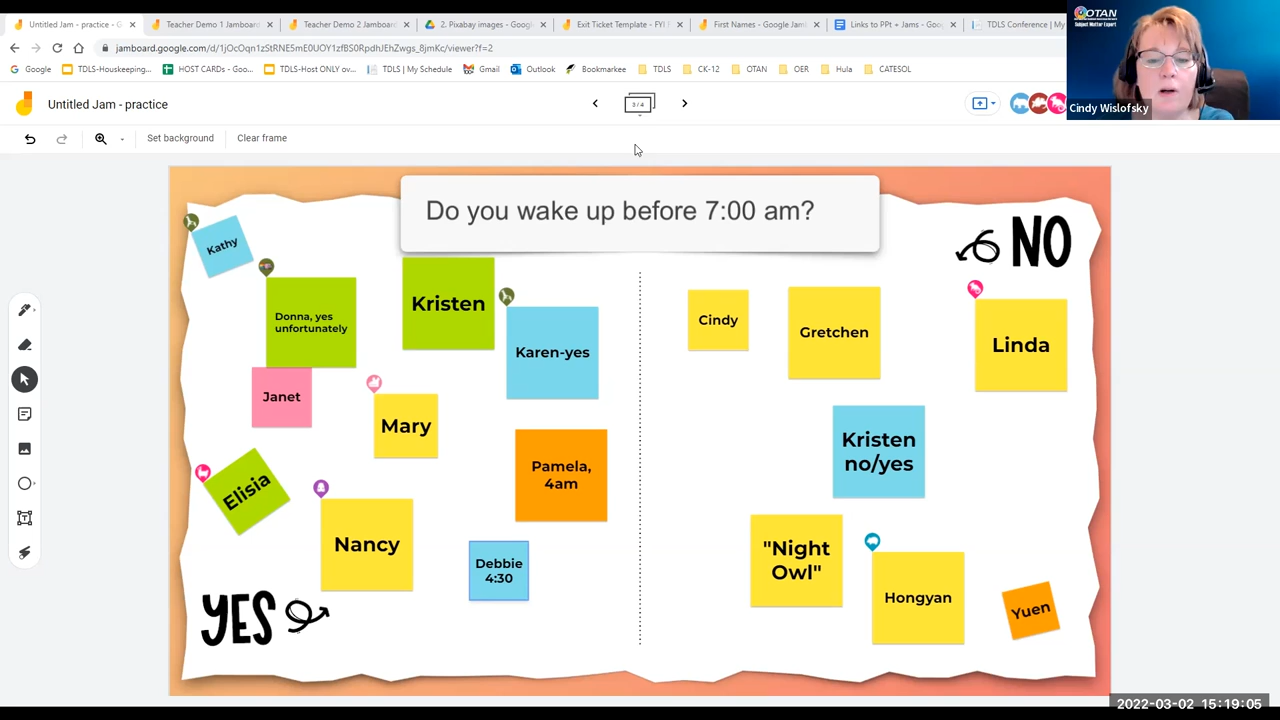 Untitled Jam - practice - G
Teacher Demo 1 Jamboard
Teacher Demo 2 Jambo
2. Pixabay images - Googl
Exit Ticket Template - FYI
First Names - Google Jam
Links to PPt + Jams - Goo
TDLS Conference | My
OTAN
Subject Matter Expert
jamboard.google.com/d/1jOcOqn1zStRNE5mE0UOY1zfBS0RpdhJEhZwgs_8jmKc/viewer?f=2
Google
TDLS-Housekeeping...
HOST CARDs - Goo...
TDLS-Host ONLY ov...
TDLS | My Schedule
Gmail
Outlook
Bookmarkee
TDLS
CK-12
OTAN
OER
Hula
CATESOL
Cindy Wislofsky
Untitled Jam - practice
3 / 4
Set background
Clear frame
Do you wake up before 7:00 am?
NO
Kathy
Donna, yes
unfortunately
Kristen
Karen-yes
Cindy
Gretchen
Linda
Janet
Mary
Kristen
no/yes
Pamela,
4am
Elisia
Nancy
Debbie
4:30
"Night
Owl"
Hongyan
Yuen
YES
2022-03-02 15:19:05